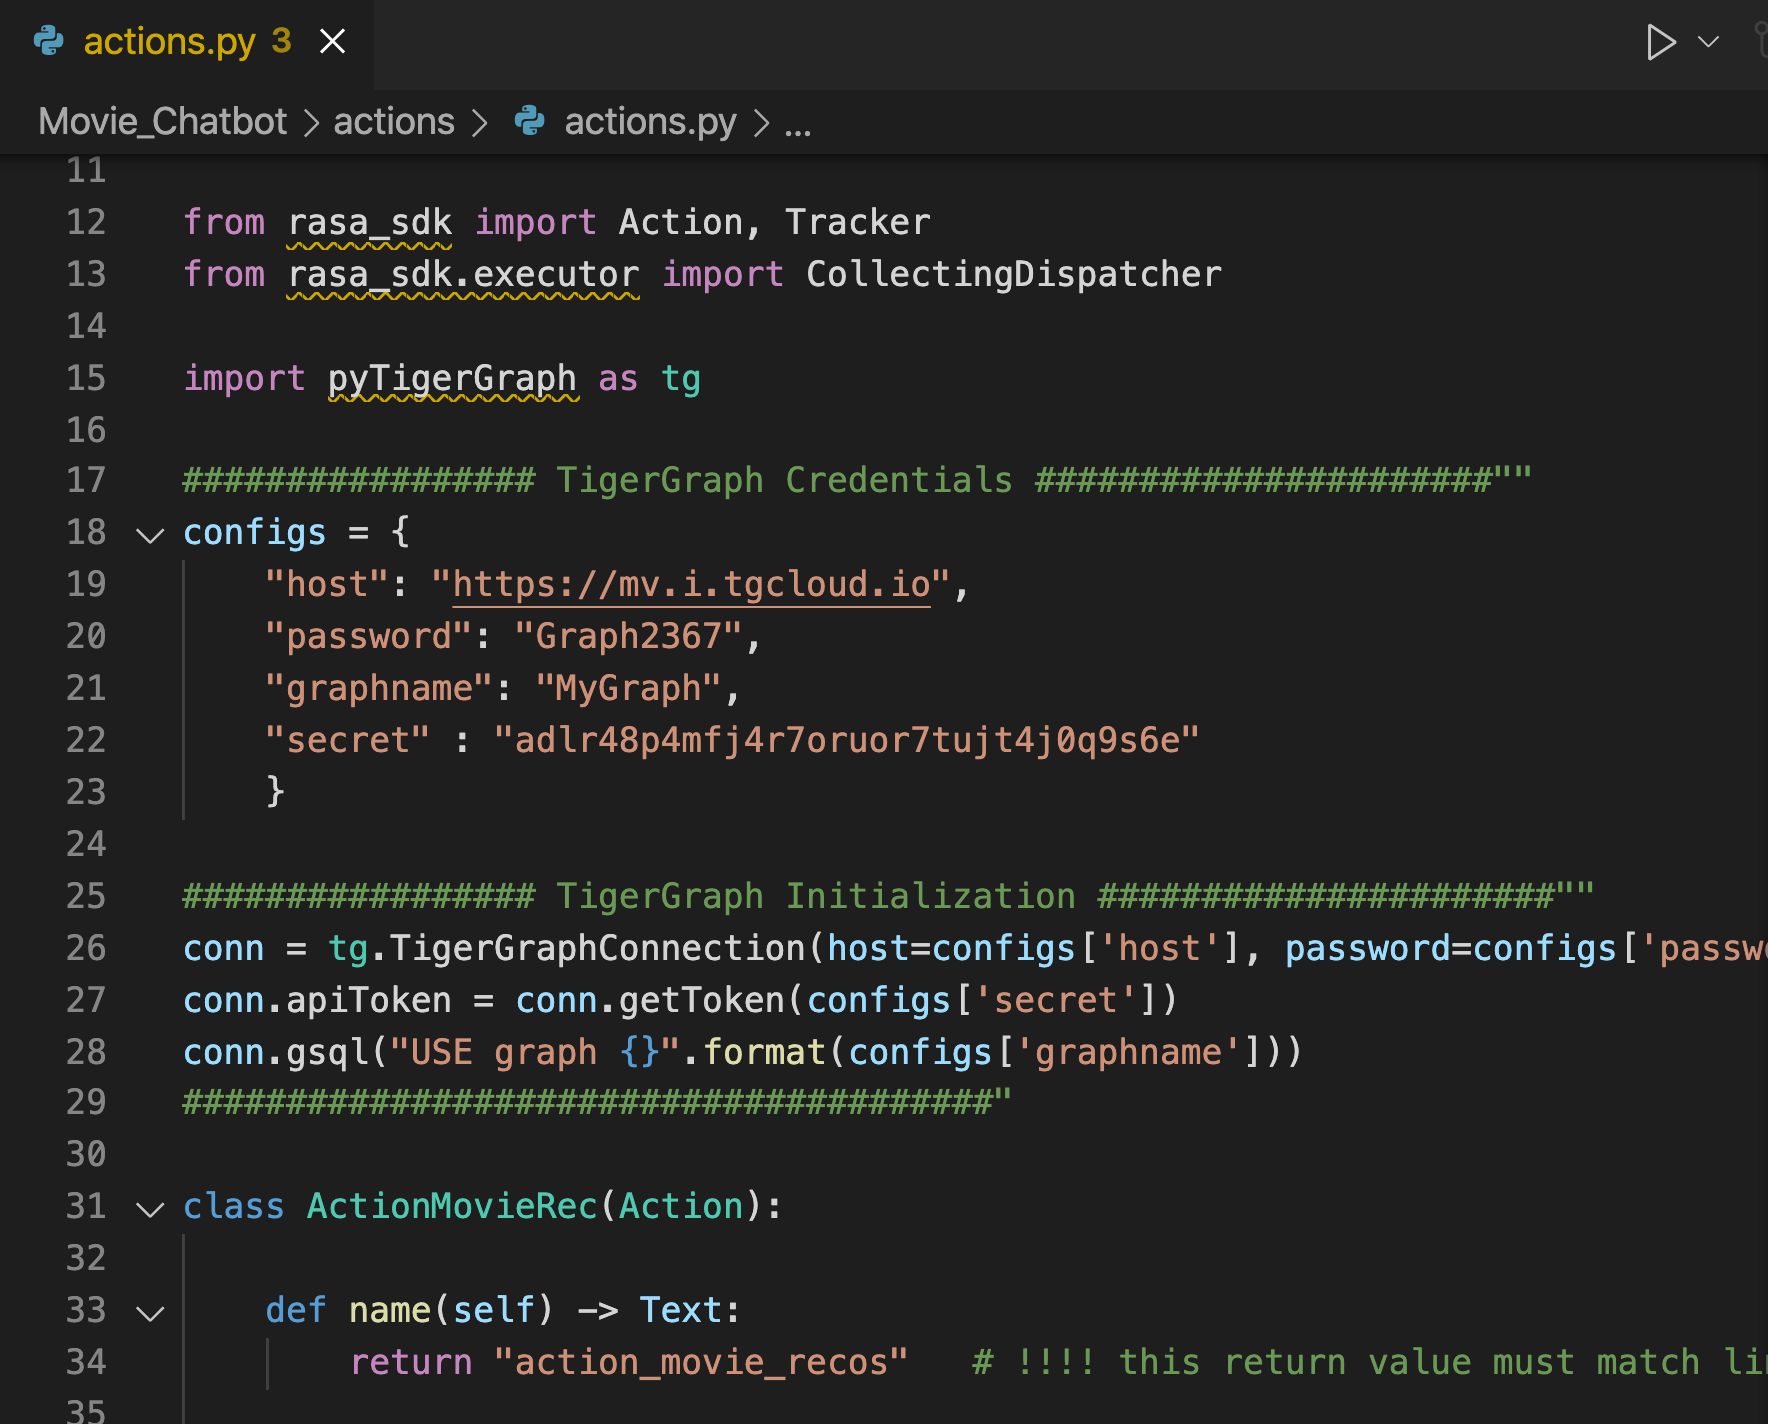 actions.py 3
Movie_Chatbot > actions > actions.py > ...
11
12 from rasa_sdk import Action, Tracker
13 from rasa_sdk.executor import CollectingDispatcher
14
15 import pyTigerGraph as tg
16
17 ################# TigerGraph Credentials ######################""
18 configs = {
19     "host": "https://mv.i.tgcloud.io",
20     "password": "Graph2367",
21     "graphname": "MyGraph",
22     "secret" : "adlr48p4mfj4r7oruor7tujt4j0q9s6e"
23     }
24
25 ################# TigerGraph Initialization ######################""
26 conn = tg.TigerGraphConnection(host=configs['host'], password=configs['passw
27 conn.apiToken = conn.getToken(configs['secret'])
28 conn.gsql("USE graph {}".format(configs['graphname']))
29 #######################################"
30
31 class ActionMovieRec(Action):
32
33     def name(self) -> Text:
34         return "action_movie_recos"   # !!!! this return value must match
35